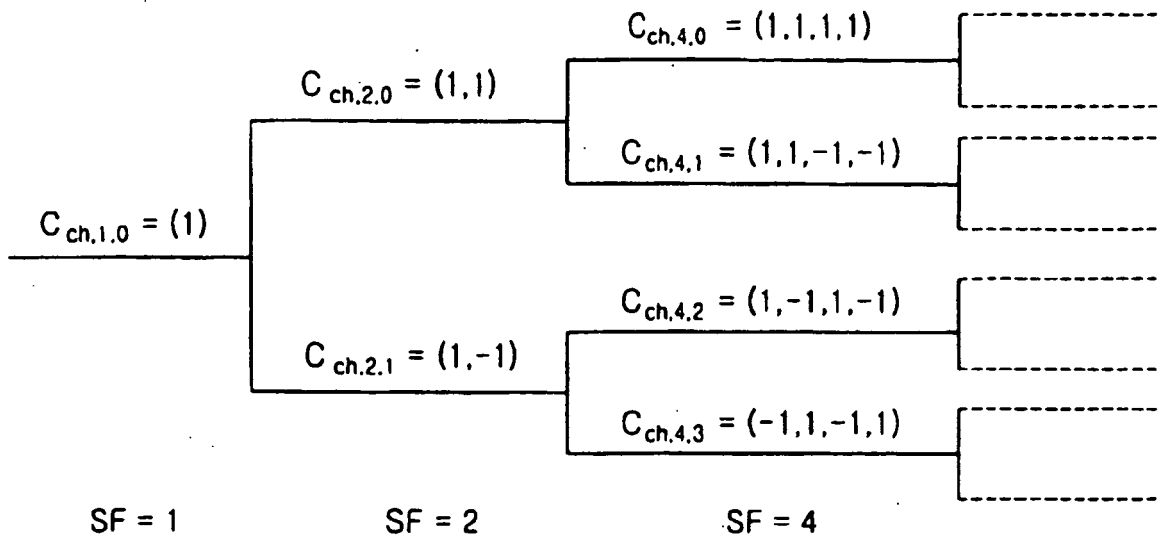 C ch,4,0 = (1,1,1,1)
C ch,2,0 = (1,1)
C ch,4,1 = (1,1,-1,-1)
C ch,1,0 = (1)
C ch,4,2 = (1,-1,1,-1)
C ch,2,1 = (1,-1)
C ch,4,3 = (-1,1,-1,1)
SF = 1 SF = 2 SF = 4